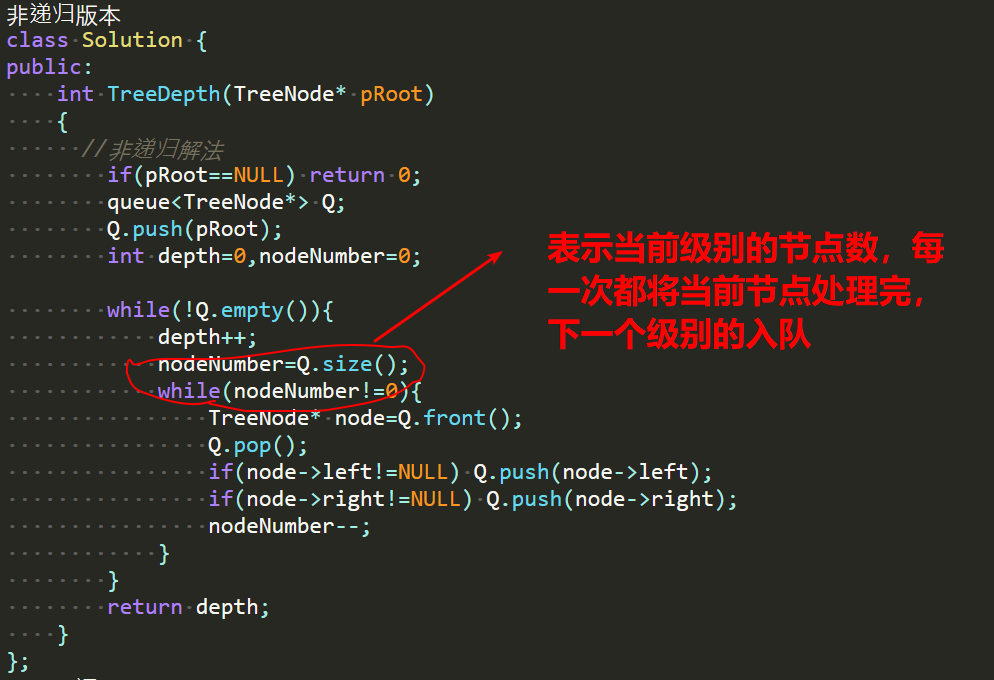 非递归版本
class Solution {
public:
    int TreeDepth(TreeNode* pRoot)
    {
      //非递归解法
        if(pRoot==NULL) return 0;
        queue<TreeNode*> Q;
        Q.push(pRoot);
        int depth=0,nodeNumber=0;
        while(!Q.empty()){
            depth++;
            nodeNumber=Q.size();
            while(nodeNumber!=0){
                TreeNode* node=Q.front();
                Q.pop();
                if(node->left!=NULL) Q.push(node->left);
                if(node->right!=NULL) Q.push(node->right);
                nodeNumber--;
            }
        }
        return depth;
    }
};
表示当前级别的节点数，每
一次都将当前节点处理完，
下一个级别的入队